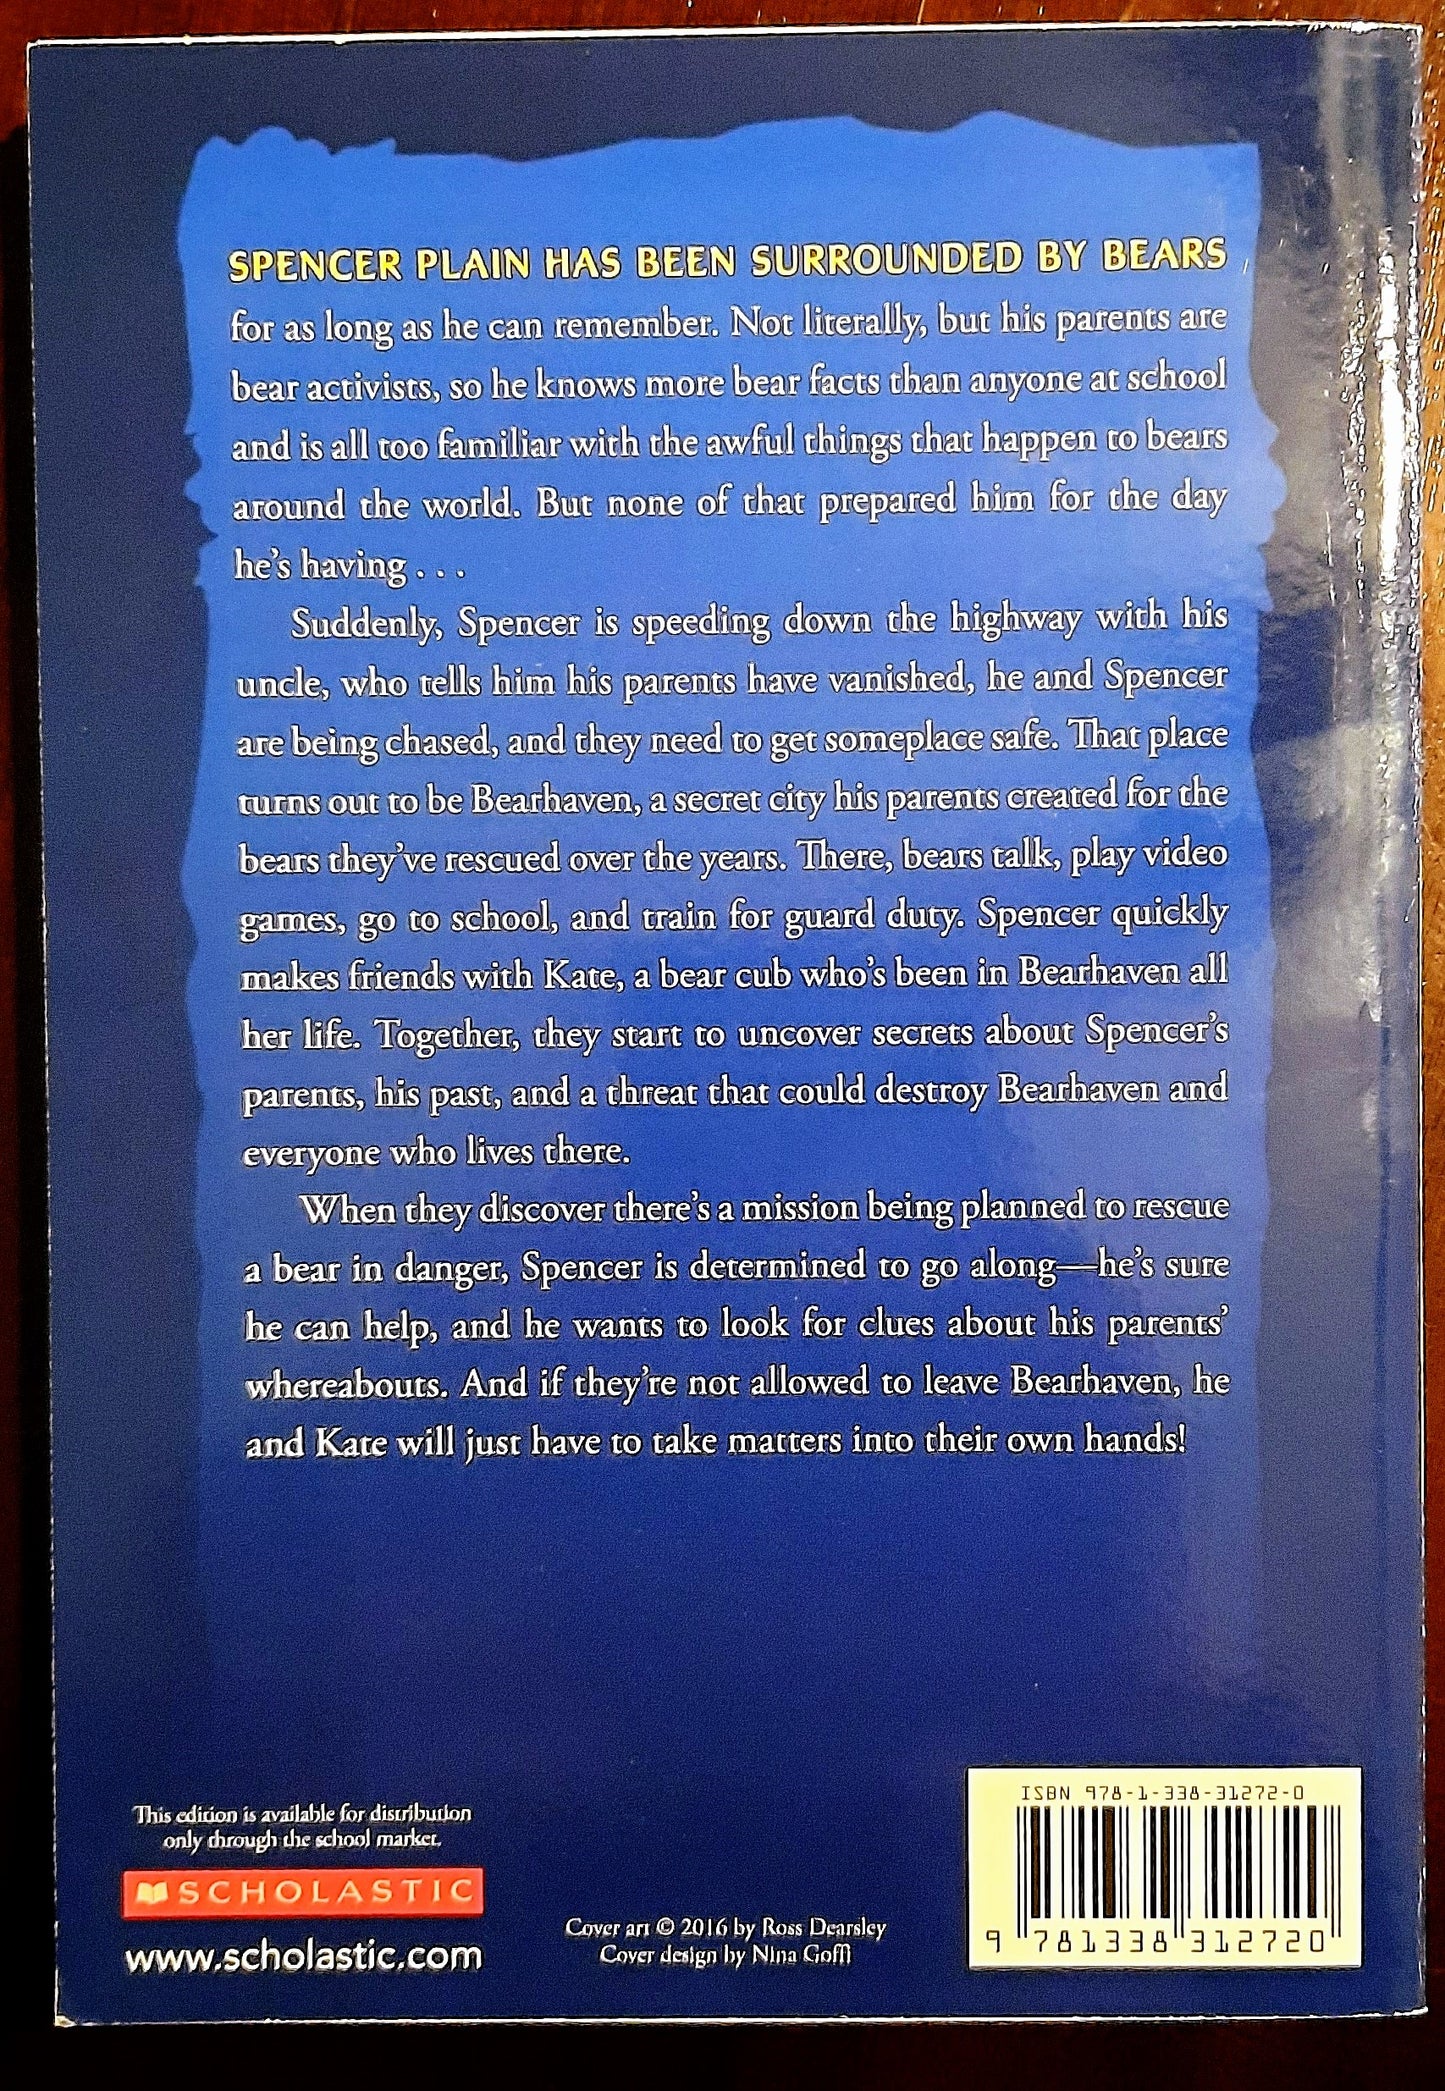 SPENCER PLAIN HAS BEEN SURROUNDED BY BEARS
for as long as he can remember. Not literally, but his parents are
bear activists, so he knows more bear facts than anyone at school
and is all too familiar with the awful things that happen to bears
around the world. But none of that prepared him for the day
he's having . . .
Suddenly, Spencer is speeding down the highway with his
uncle, who tells him his parents have vanished, he and Spencer
are being chased, and they need to get someplace safe. That place
turns out to be Bearhaven, a secret city his parents created for the
bears they've rescued over the years. There, bears talk, play video
games, go to school, and train for guard duty. Spencer quickly
makes friends with Kate, a bear cub who's been in Bearhaven all
her life. Together, they start to uncover secrets about Spencer's
parents, his past, and a threat that could destroy Bearhaven and
everyone who lives there.
When they discover there's a mission being planned to rescue
a bear in danger, Spencer is determined to go along—he's sure
he can help, and he wants to look for clues about his parents'
whereabouts. And if they're not allowed to leave Bearhaven, he
and Kate will just have to take matters into their own hands!
This edition is available for distribution
only through the school market.
SCHOLASTIC
www.scholastic.com
Cover art © 2016 by Ross Dearsley
Cover design by Nina Goffi
ISBN 978-1-338-31272-0
9 781338 312720